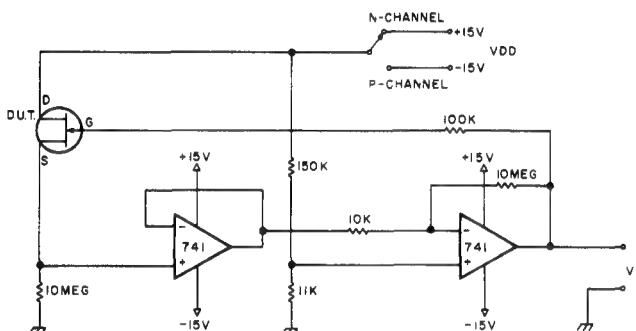 N-CHANNEL
+15V
VDD
-15V
P-CHANNEL
D
D.U.T.
G
S
100K
+15V
150K
+15V
10MEG
10K
-
741
+
-
741
+
10MEG
11K
-15V
-15V
V